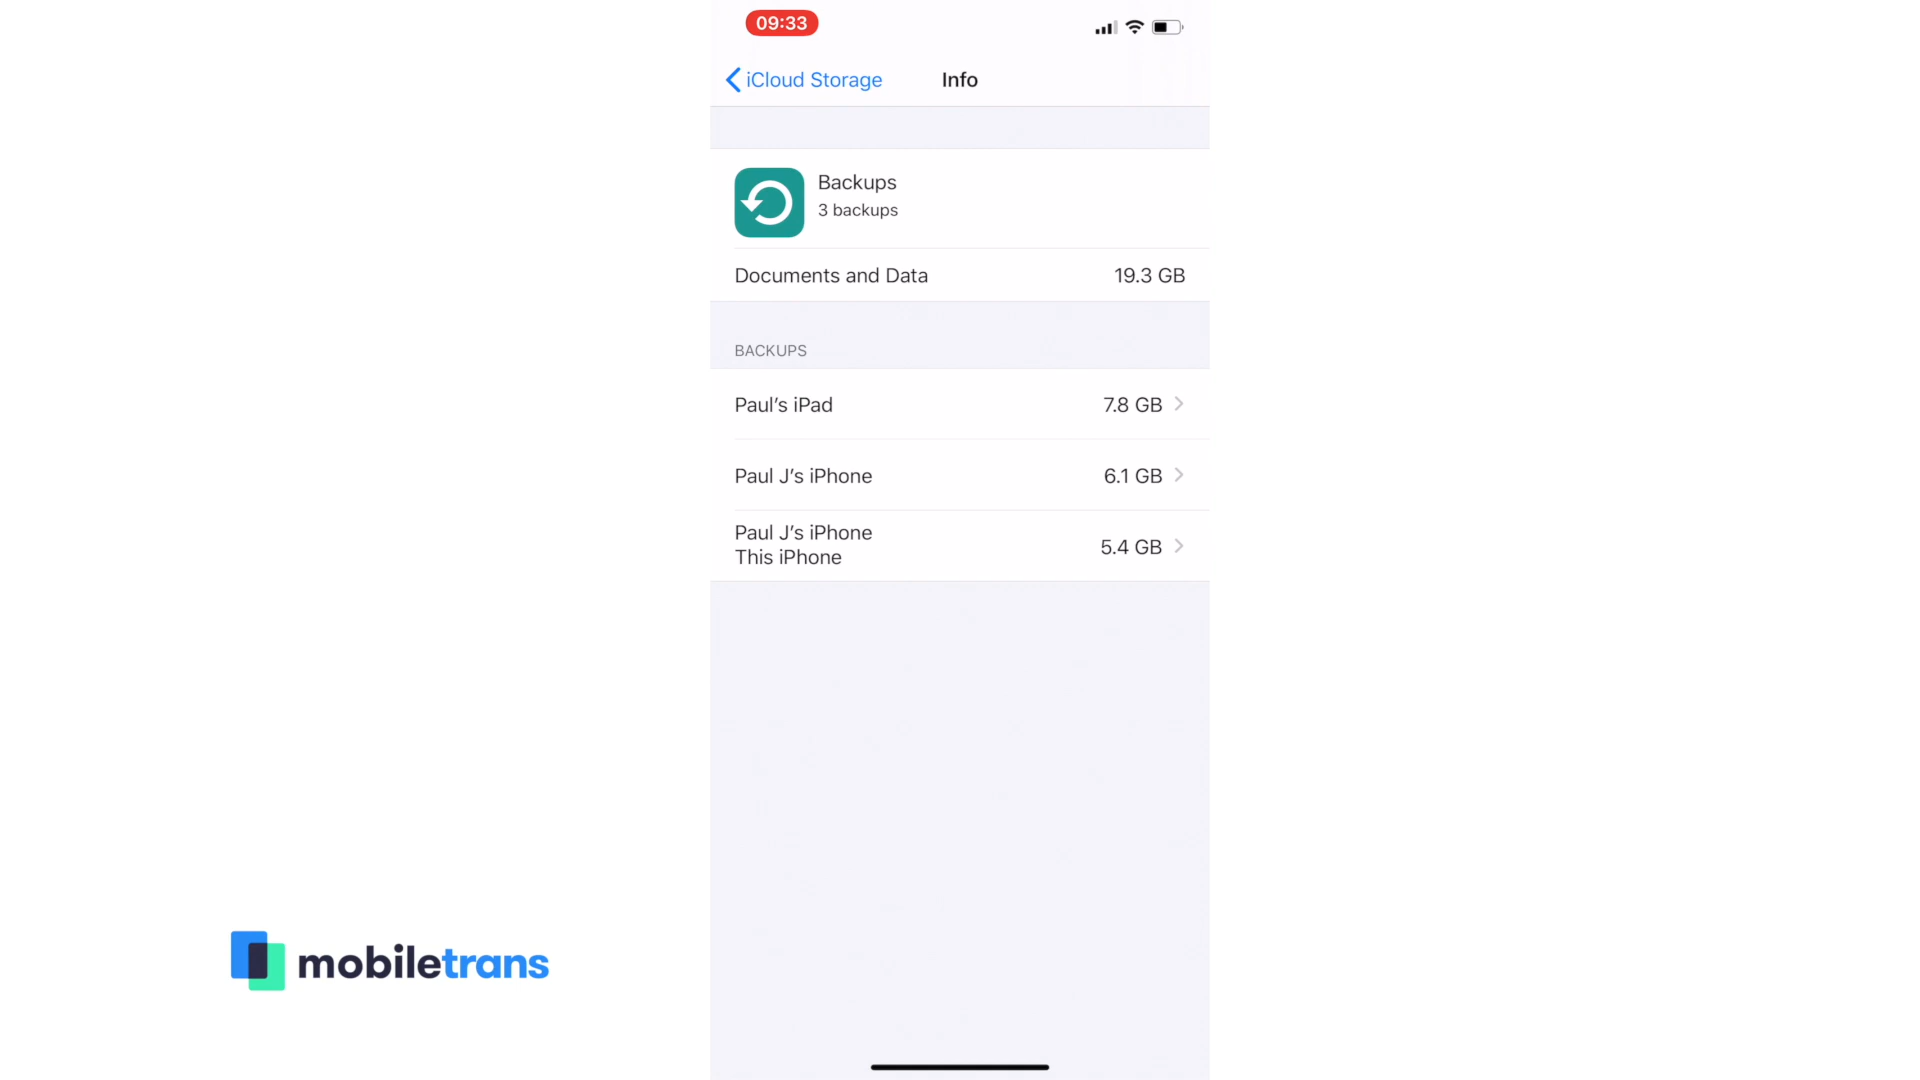 09:33
iCloud Storage
Info
Backups
3 backups
Documents and Data 19.3 GB
BACKUPS
Paul’s iPad 7.8 GB
Paul J’s iPhone 6.1 GB
Paul J’s iPhone
This iPhone 5.4 GB
mobiletrans